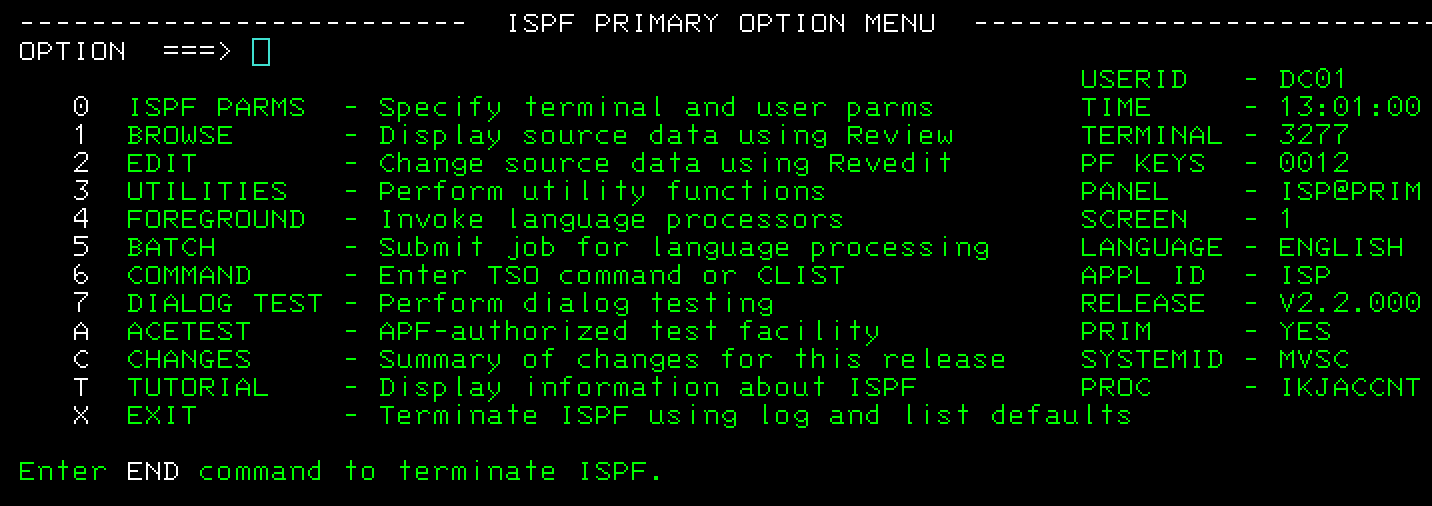 ------------------------- ISPF PRIMARY OPTION MENU --------------------------
OPTION ===>
USERID - DC01
0 ISPF PARMS - Specify terminal and user parms TIME - 13:01:00
1 BROWSE - Display source data using Review TERMINAL - 3277
2 EDIT - Change source data using Revedit PF KEYS - 0012
3 UTILITIES - Perform utility functions PANEL - ISP@PRIM
4 FOREGROUND - Invoke language processors SCREEN - 1
5 BATCH - Submit job for language processing LANGUAGE - ENGLISH
6 COMMAND - Enter TSO command or CLIST APPL ID - ISP
7 DIALOG TEST - Perform dialog testing RELEASE - V2.2.000
A ACETEST - APF-authorized test facility PRIM - YES
C CHANGES - Summary of changes for this release SYSTEMID - MVSC
T TUTORIAL - Display information about ISPF PROC - IKJACCNT
X EXIT - Terminate ISPF using log and list defaults
Enter END command to terminate ISPF.